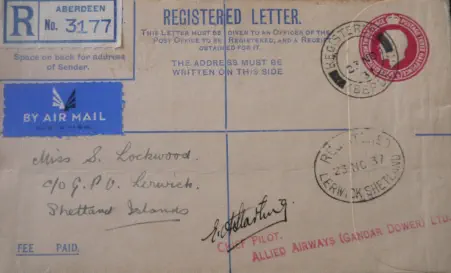 R
ABERDEEN
No. 3177
REGISTERED LETTER.
THIS LETTER MUST BE GIVEN TO AN OFFICER OF THE
POST OFFICE TO BE REGISTERED, AND A RECEIPT
OBTAINED FOR IT.
THE ADDRESS MUST BE
WRITTEN ON THIS SIDE
Space on back for Address
of Sender.
BY AIR MAIL
Miss S. Lockwood.
c/o G.P.O. Lerwick.
Shetland Islands
REGISTERED
23 AUG 37
LERWICK SHETLAND
CHIEF PILOT.
ALLIED AIRWAYS (GANDAR DOWER) LTD.
FEE PAID.